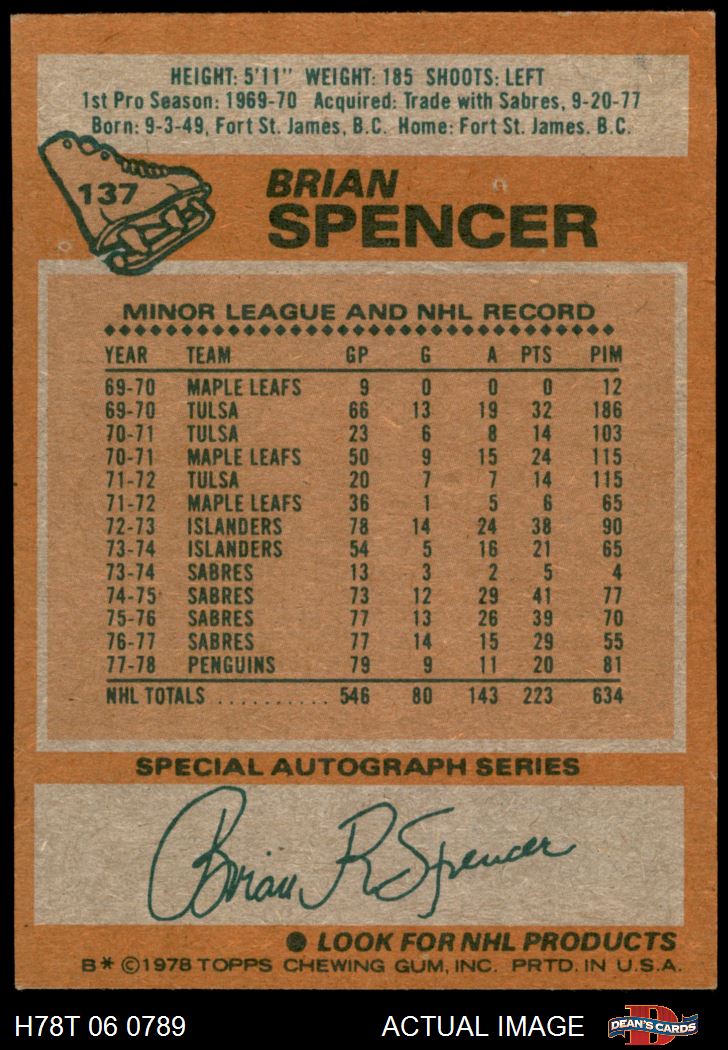 HEIGHT: 5'11" WEIGHT: 185 SHOOTS: LEFT
1st Pro Season: 1969-70 Acquired: Trade with Sabres, 9-20-77
Born: 9-3-49, Fort St. James, B.C. Home: Fort St. James. B.C.
137
BRIAN
SPENCER
MINOR LEAGUE AND NHL RECORD
YEAR TEAM GP G A PTS PIM
69-70 MAPLE LEAFS 9 0 0 0 12
69-70 TULSA 66 13 19 32 186
70-71 TULSA 23 6 8 14 103
70-71 MAPLE LEAFS 50 9 15 24 115
71-72 TULSA 20 7 7 14 115
71-72 MAPLE LEAFS 36 1 5 6 65
72-73 ISLANDERS 78 14 24 38 90
73-74 ISLANDERS 54 5 16 21 65
73-74 SABRES 13 3 2 5 4
74-75 SABRES 73 12 29 41 77
75-76 SABRES 77 13 26 39 70
76-77 SABRES 77 14 15 29 55
77-78 PENGUINS 79 9 11 20 81
NHL TOTALS .......... 546 80 143 223 634
SPECIAL AUTOGRAPH SERIES
Brian R Spencer
● LOOK FOR NHL PRODUCTS
B* ©1978 TOPPS CHEWING GUM, INC. PRTD. IN U.S.A.
H78T 06 0789 ACTUAL IMAGE D DEAN'S CARDS